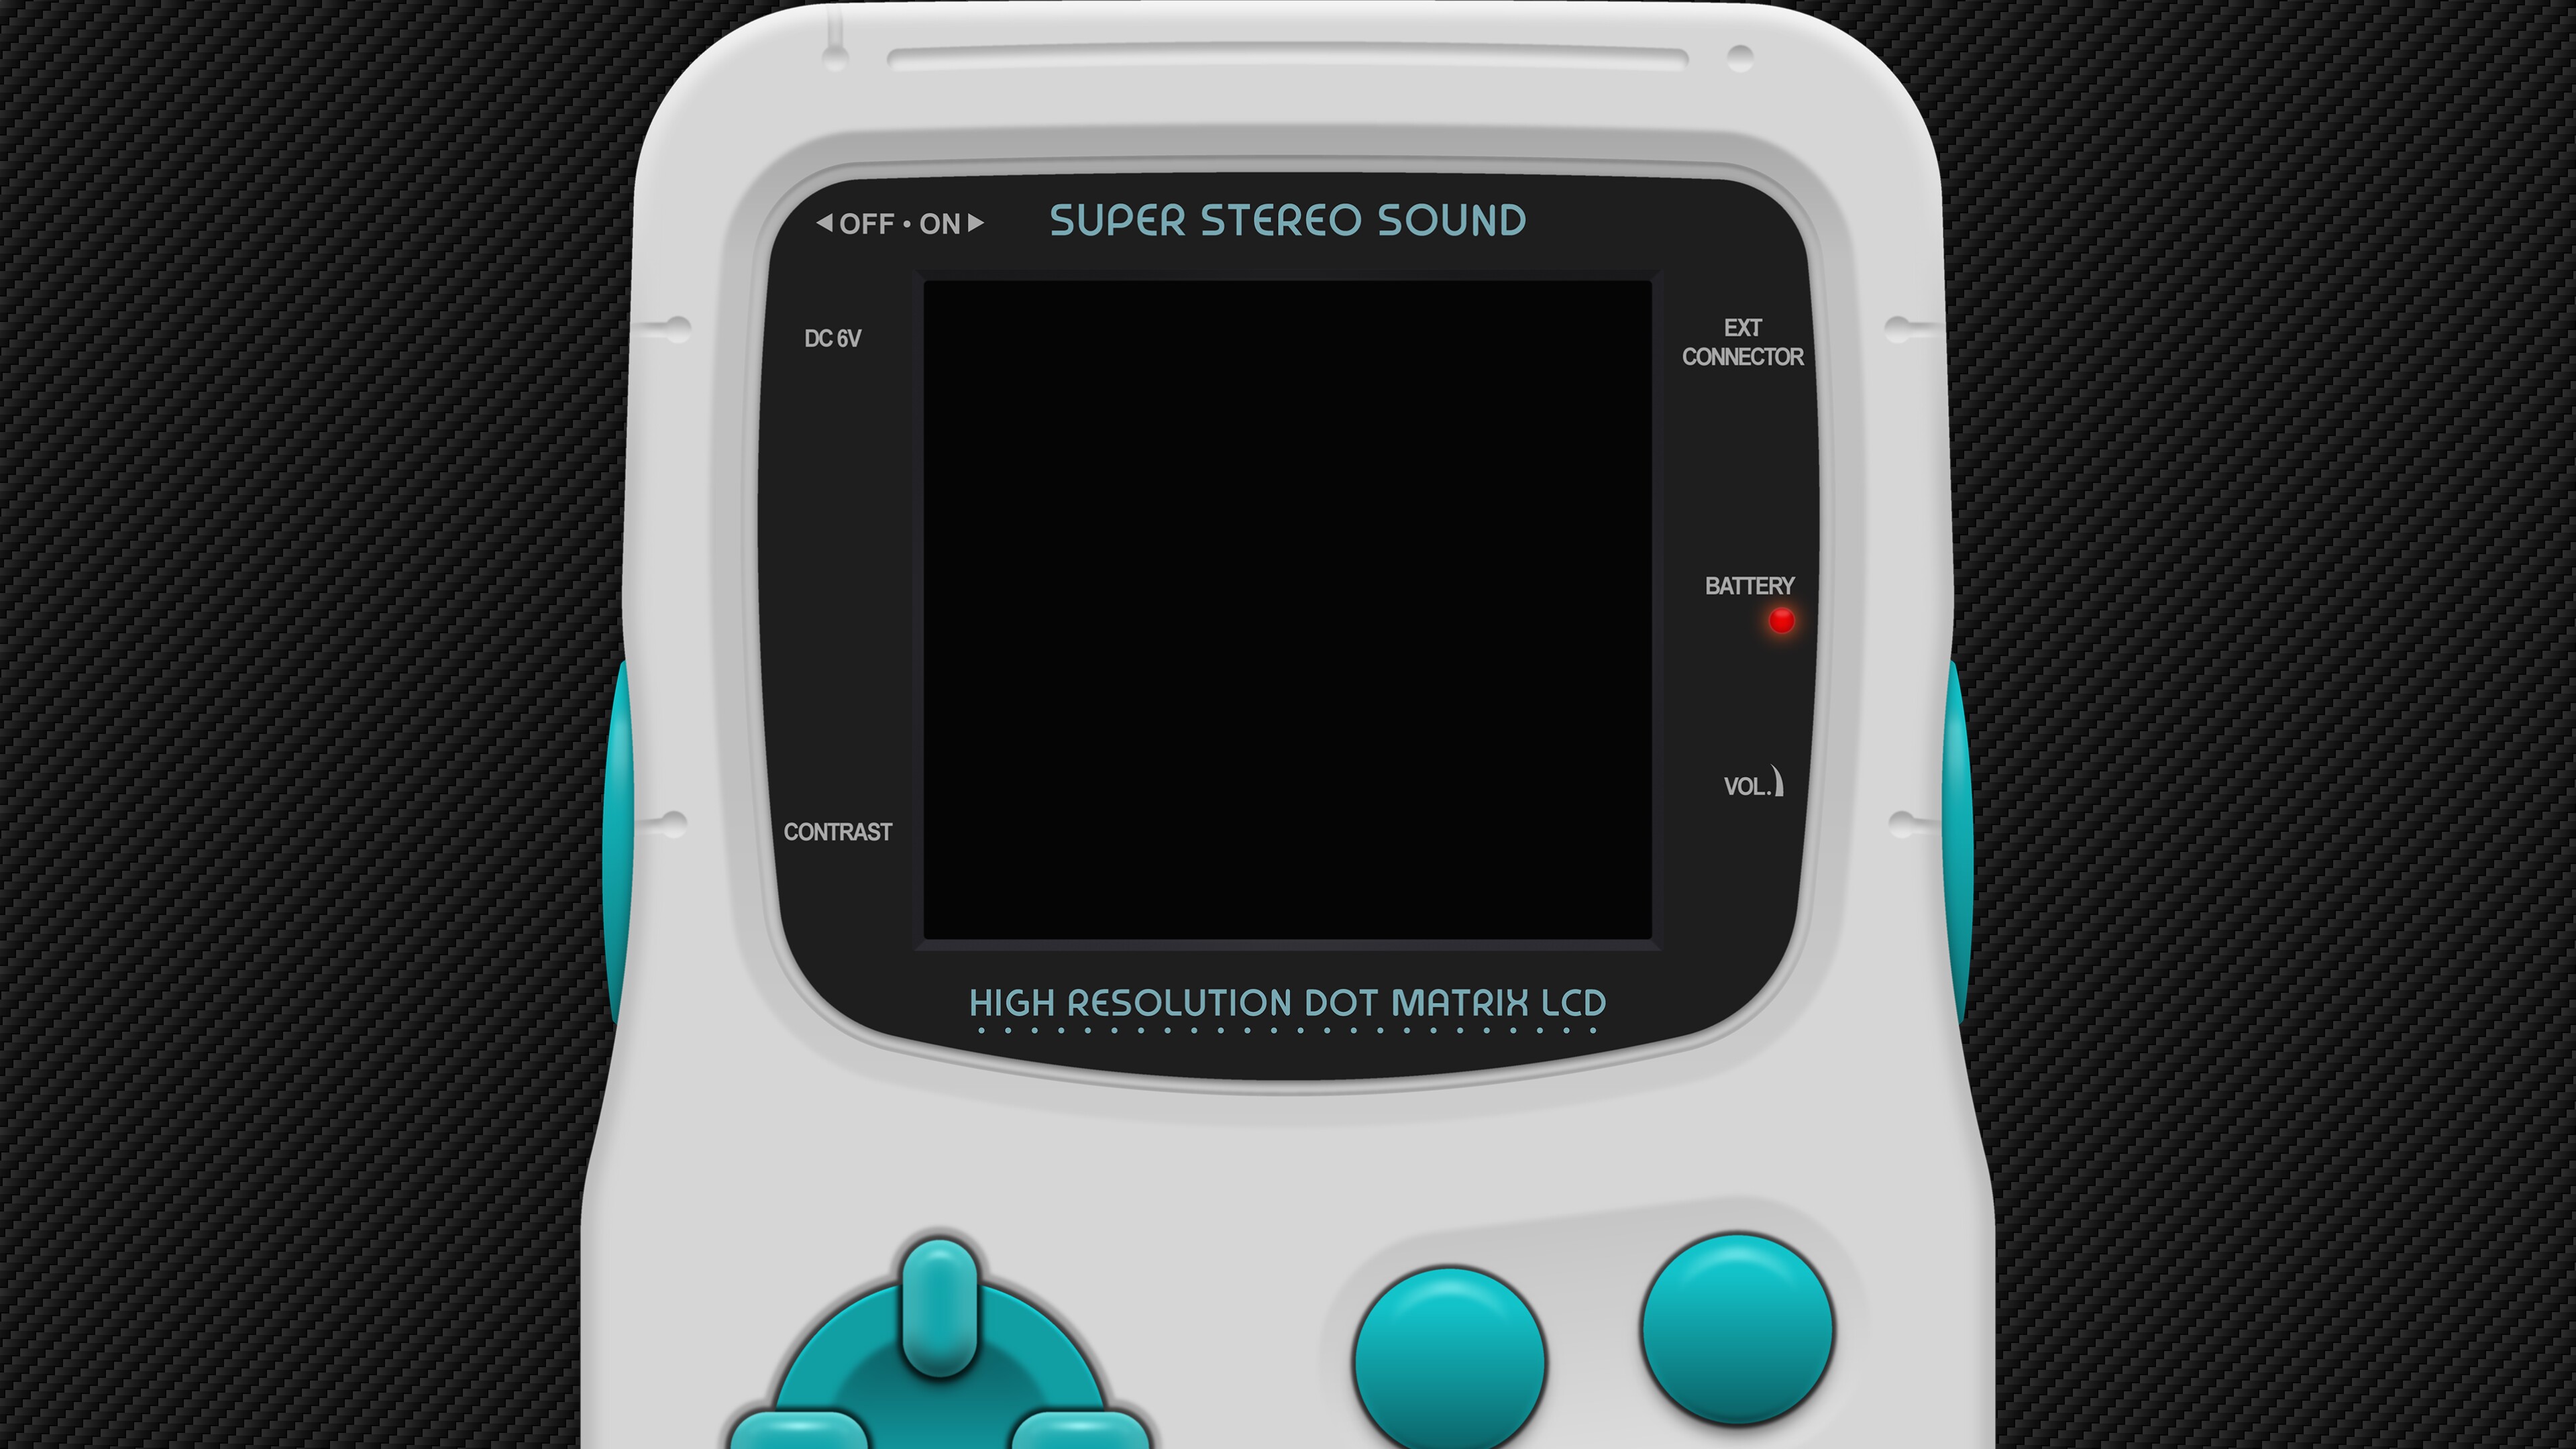 ◀OFF • ON▶
SUPER STEREO SOUND
DC 6V
EXT
CONNECTOR
BATTERY
VOL.
CONTRAST
HIGH RESOLUTION DOT MATRIX LCD